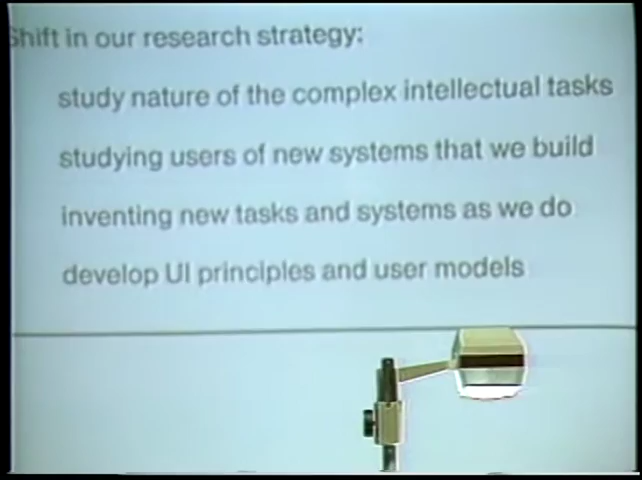 Shift in our research strategy:
study nature of the complex intellectual tasks
studying users of new systems that we build
inventing new tasks and systems as we do
develop UI principles and user models